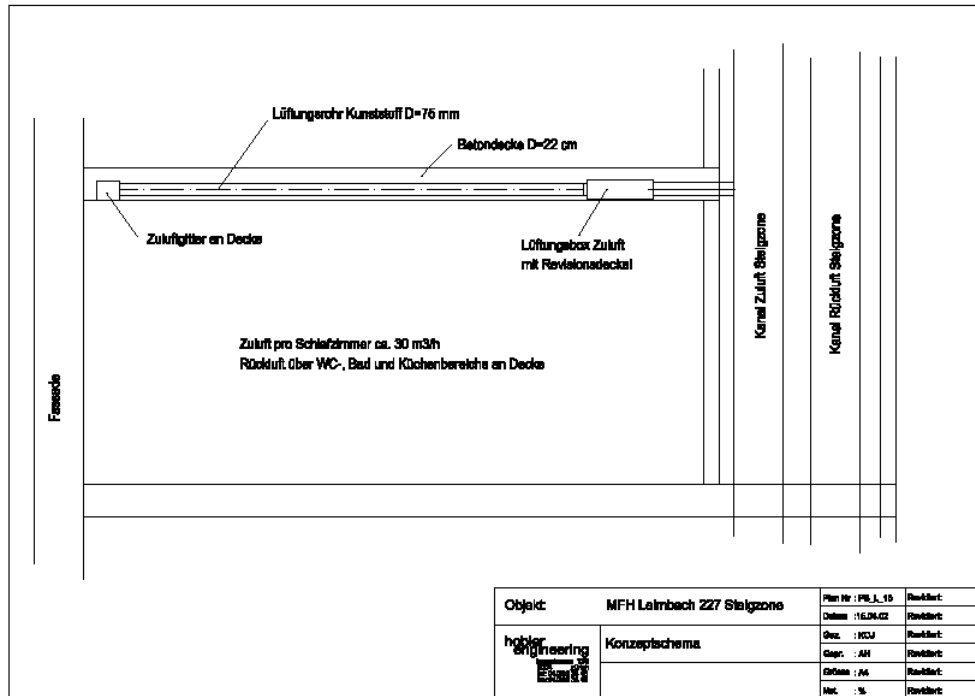 Lüftungsrohr Kunststoff D=75 mm
Betondecke D=22 cm
Zuluftgitter an Decke
Lüftungsbox Zuluft
mit Revisionsdeckel
Zuluft pro Schlafzimmer ca. 30 m3/h
Rückluft über WC-, Bad und Küchenbereiche an Decke
Fassade
Kanal Zuluft Steigzone
Kanal Rückluft Steigzone
Objekt: MFH Leimbach 227 Steigzone
hobler
engineering
Konzeptschema
Plan Nr : PB_L_15 Revidiert:
Datum :15.04.02 Revidiert:
Gez. : KCJ Revidiert:
Gepr. : AH Revidiert:
Grösse : A4 Revidiert:
Mst. : % Revidiert: